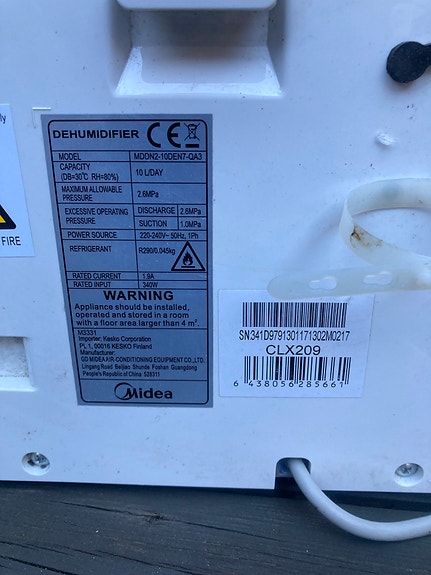 ly
FIRE
DEHUMIDIFIER CE
MODEL MDDN2-10DEN7-QA3
CAPACITY
(DB=30℃ RH=80%) 10 L/DAY
MAXIMUM ALLOWABLE
PRESSURE 2.6MPa
EXCESSIVE OPERATING
PRESSURE
DISCHARGE 2.6MPa
SUCTION 1.0MPa
POWER SOURCE 220-240V~ 50Hz, 1Ph
REFRIGERANT R290/0.045kg
RATED CURRENT 1.9A
RATED INPUT 340W
WARNING
Appliance should be installed,
operated and stored in a room
with a floor area larger than 4 m².
M3331
Importer: Kesko Corporation
PL 1, 00016 KESKO Finland
Manufacturer:
GD MIDEA AIR-CONDITIONING EQUIPMENT CO.,LTD.
Lingang Road Beijiao Shunde Foshan Guangdong
People's Republic of China 528311
Midea
SN:341D9791301171302M0217
CLX209
6 438056 285661